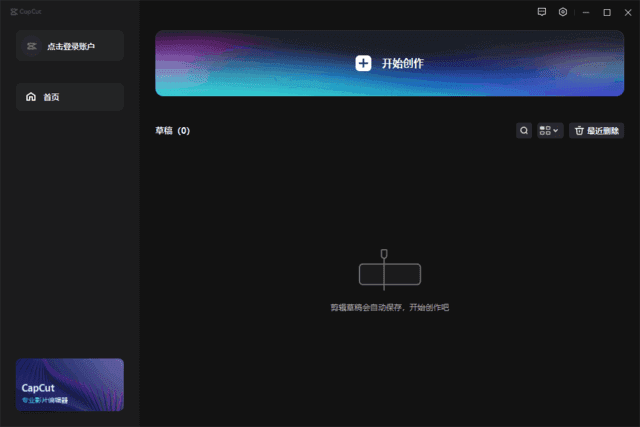 CapCut
点击登录账户
首页
开始创作
草稿（0）
最近删除
剪辑草稿会自动保存，开始创作吧
CapCut
专业影片编辑器